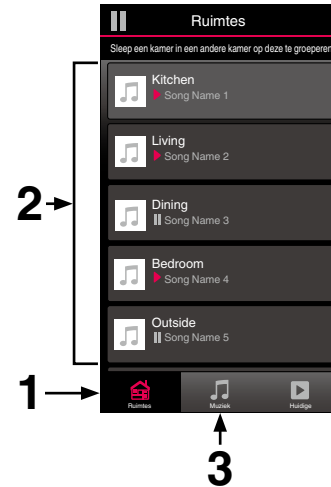 Ruimtes
Sleep een kamer in een andere kamer op deze te groeperen
Kitchen
Song Name 1
Living
Song Name 2
2
Dining
Song Name 3
Bedroom
Song Name 4
Outside
Song Name 5
1
Ruimtes
Muziek
Huidige
3